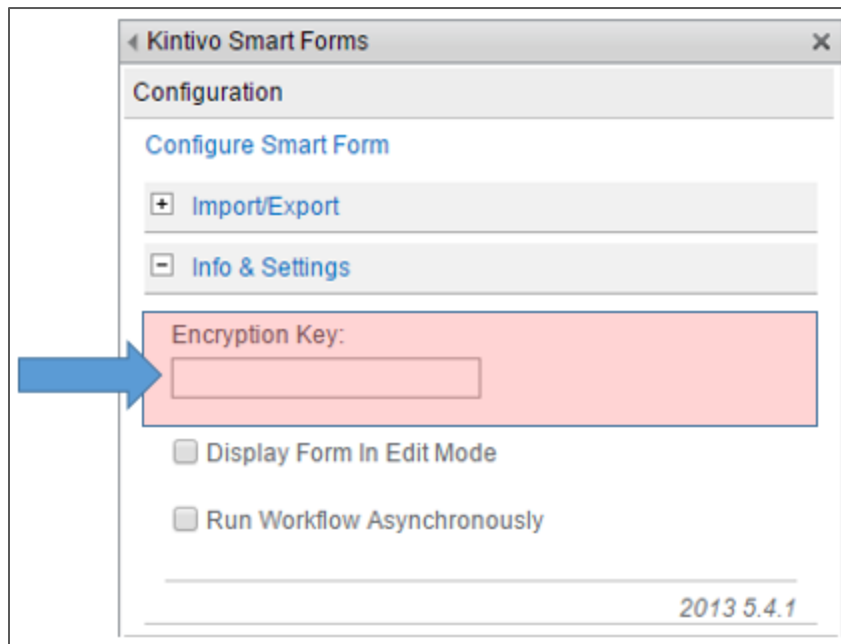 Kintivo Smart Forms
Configuration
Configure Smart Form
Import/Export
Info & Settings
Encryption Key:
Display Form In Edit Mode
Run Workflow Asynchronously
2013 5.4.1